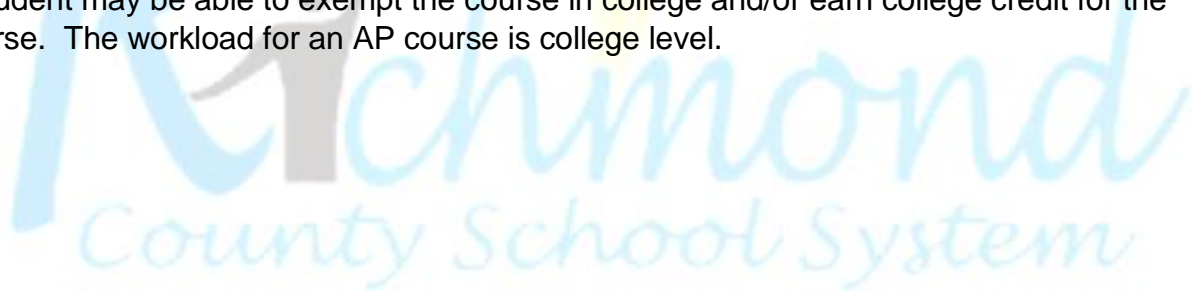 udent may be able to exempt the course in college and/or earn college credit for the
rse. The workload for an AP course is college level.
Richmond
County School System